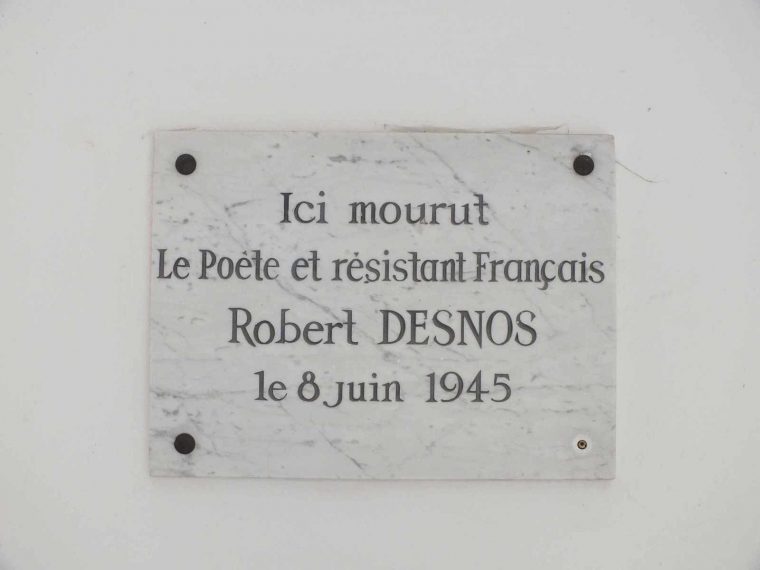 Ici mourut
Le Poète et résistant Français
Robert DESNOS
le 8 juin 1945